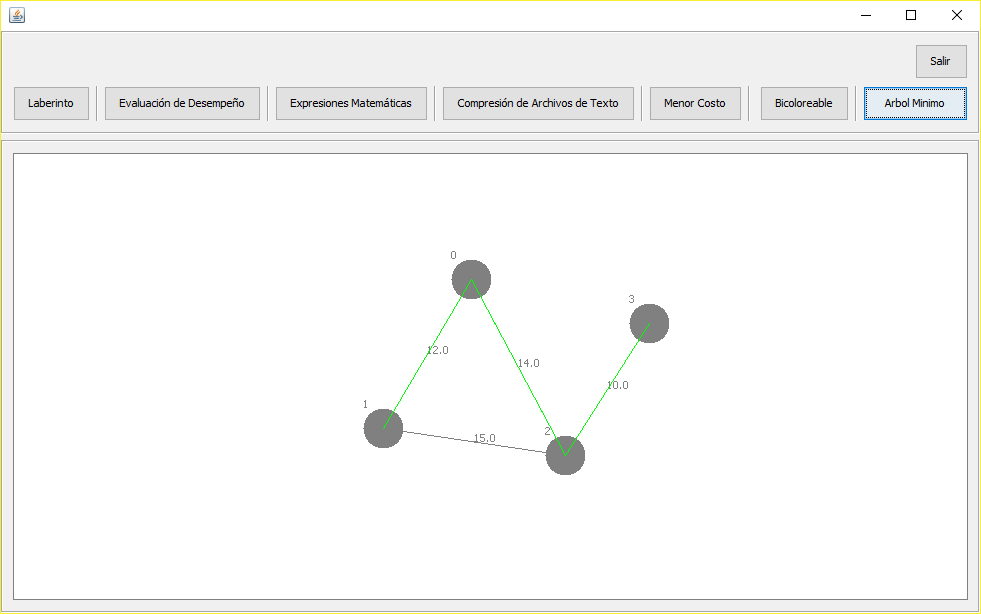 Salir
Laberinto
Evaluación de Desempeño
Expresiones Matemáticas
Compresión de Archivos de Texto
Menor Costo
Bicoloreable
Arbol Minimo
0
3
12.0
14.0
10.0
1
2
15.0